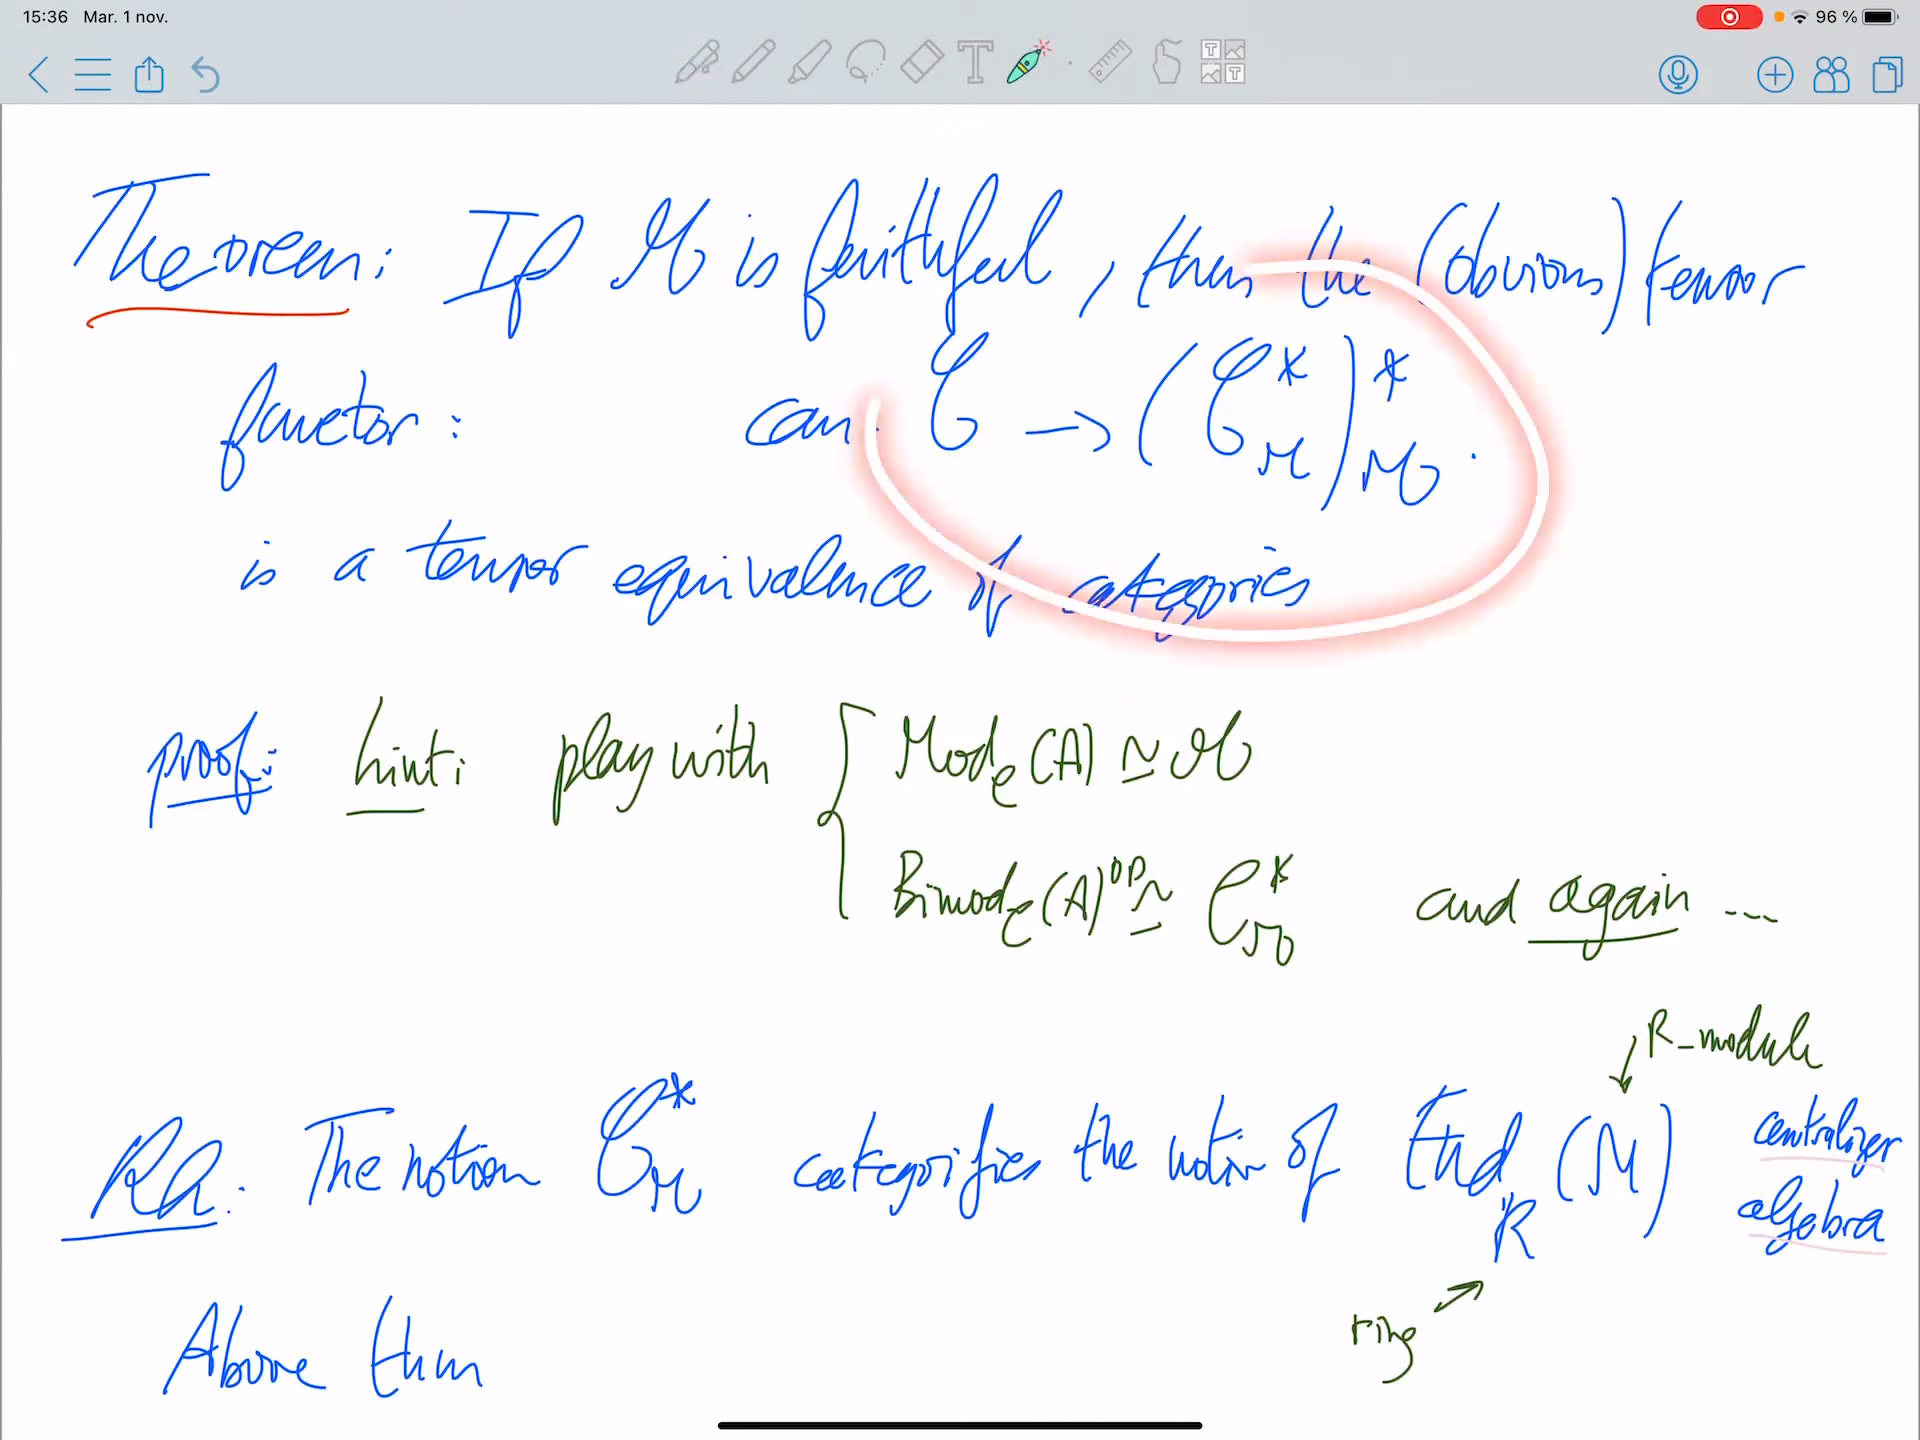 15:36 Mar. 1 nov. 96 %
Theorem: If M is faithful, then the (obvious) tensor
functor: can: C → (C*_M)*_M.
is a tensor equivalence of categories
proof: hint: play with { Mod_C(A) ≃ M
Bimod_C(A)^op ≃ C*_M and again ...
R-module
Rk: The notion C*_M categorifies the notion of End_R(M) centralizer algebra
ring
Above thm